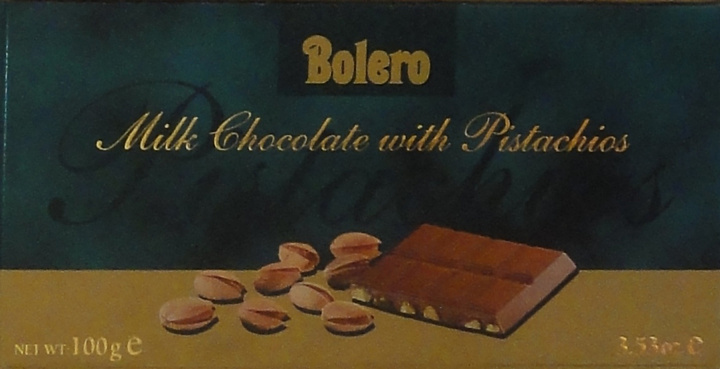 Bolero
Milk Chocolate with Pistachios
Pistachios
NET WT 100g e 3.53oz e